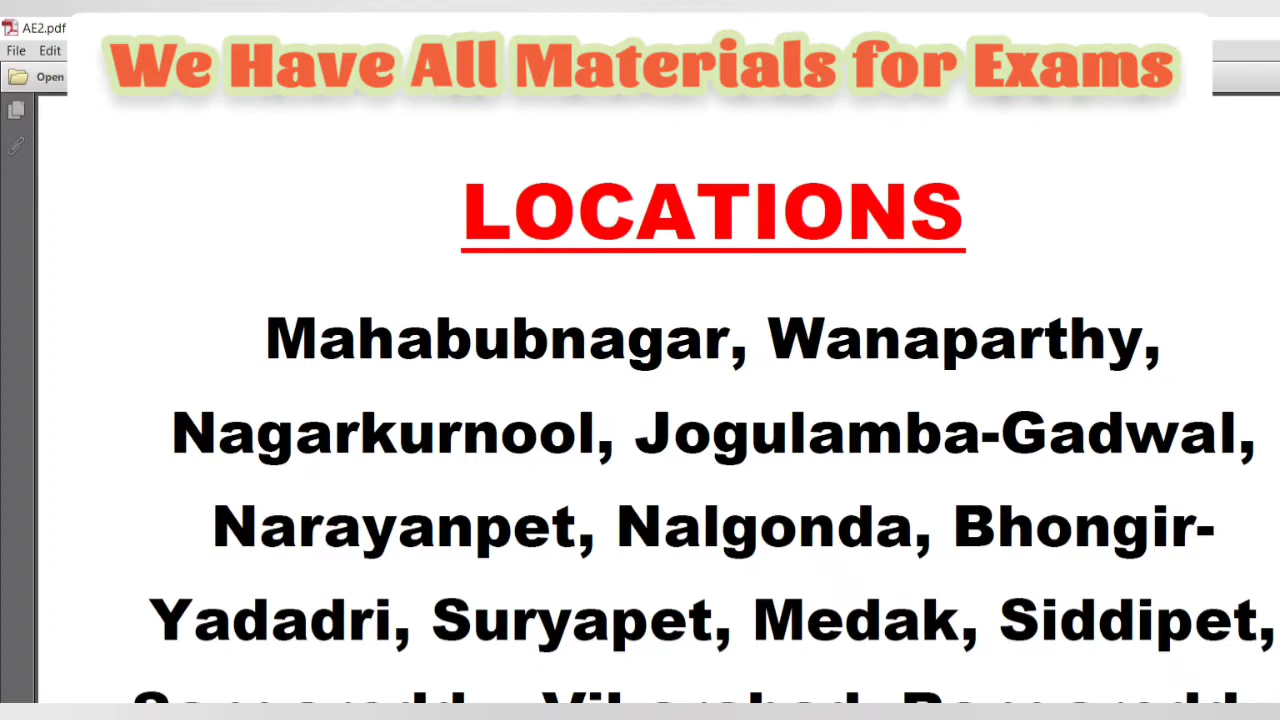 AE2.pdf
We Have All Materials for Exams
File Edit
Open
LOCATIONS
Mahabubnagar, Wanaparthy,
Nagarkurnool, Jogulamba-Gadwal,
Narayanpet, Nalgonda, Bhongir-
Yadadri, Suryapet, Medak, Siddipet,